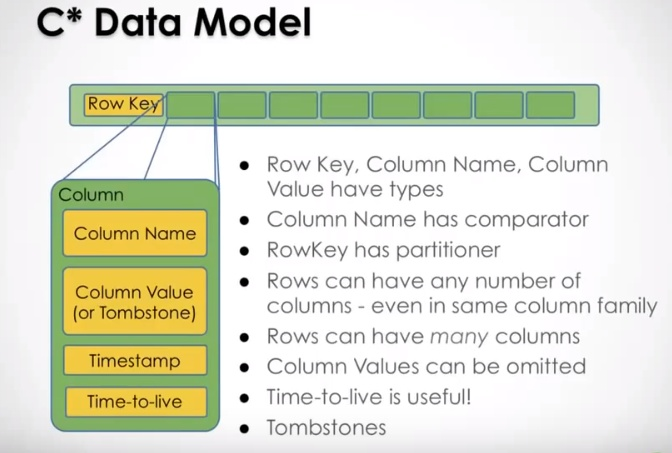 C* Data Model
Row Key
Column
Column Name
Column Value
(or Tombstone)
Timestamp
Time-to-live
● Row Key, Column Name, Column
Value have types
● Column Name has comparator
● RowKey has partitioner
● Rows can have any number of
columns - even in same column family
● Rows can have many columns
● Column Values can be omitted
● Time-to-live is useful!
● Tombstones